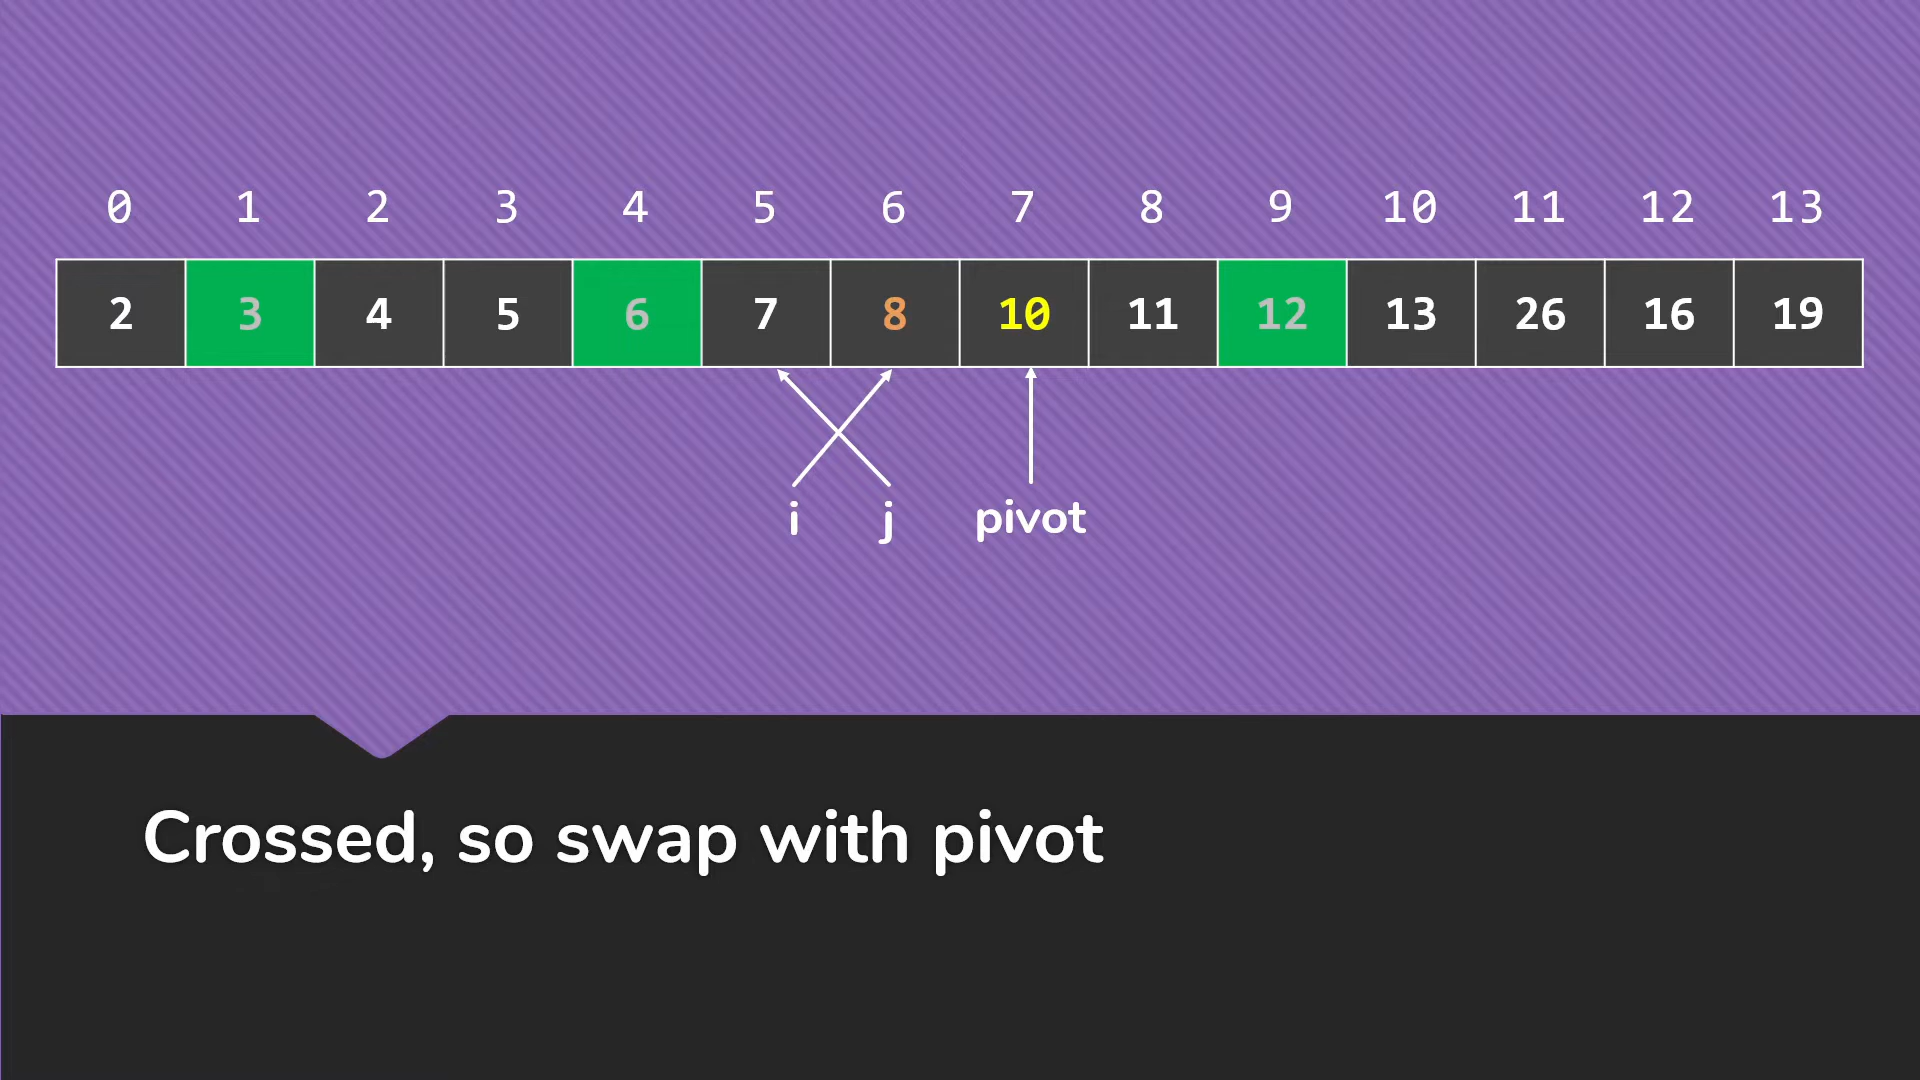 0 1 2 3 4 5 6 7 8 9 10 11 12 13
2 3 4 5 6 7 8 10 11 12 13 26 16 19
i j pivot
Crossed, so swap with pivot